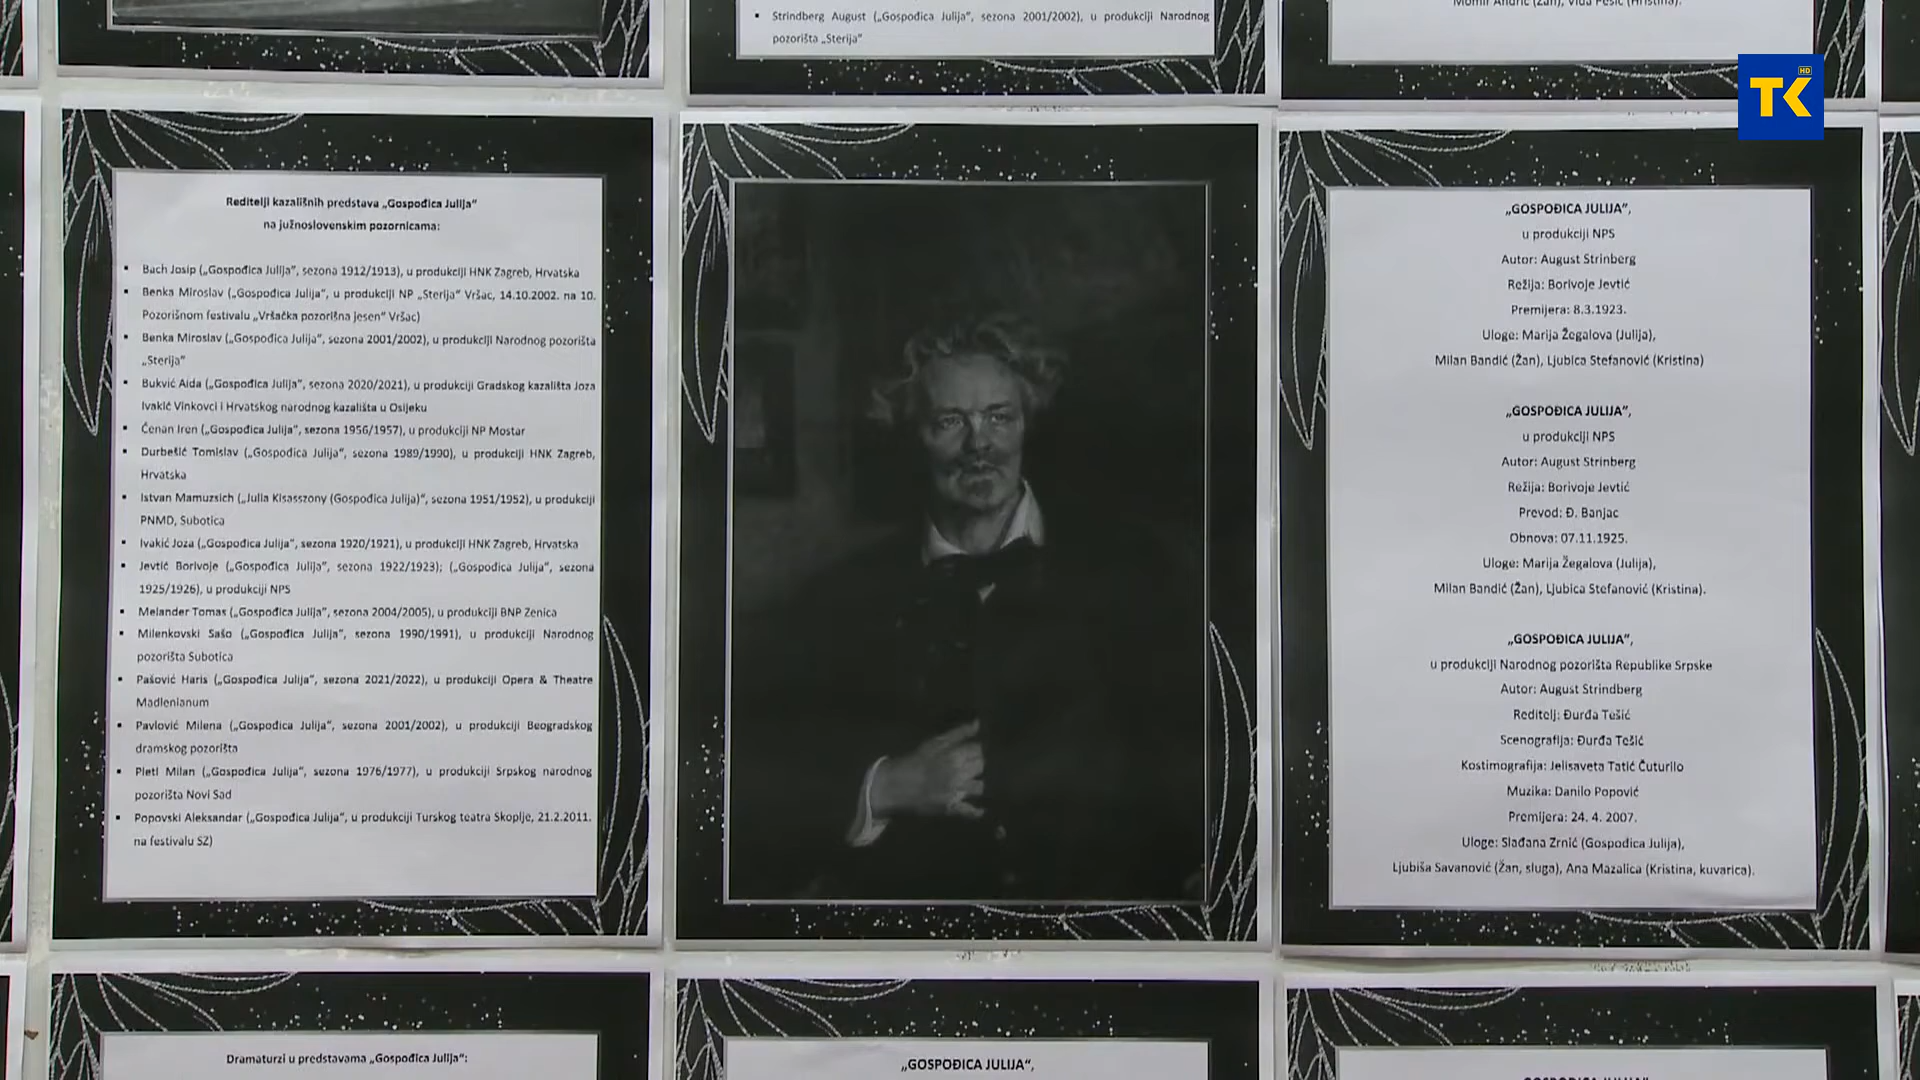 Strindberg August („Gospođica Julija”, sezona 2001/2002), u produkciji Narodnog
pozorišta „Sterija”
TK HD
Reditelji kazališnih predstava „Gospođica Julija”
na južnoslovenskim pozornicama:
Bach Josip („Gospođica Julija”, sezona 1912/1913), u produkciji HNK Zagreb, Hrvatska
Benka Miroslav („Gospođica Julija”, u produkciji NP „Sterija” Vršac, 14.10.2002. na 10.
Pozorišnom festivalu „Vršačka pozorišna jesen” Vršac)
Benka Miroslav („Gospođica Julija”, sezona 2001/2002), u produkciji Narodnog pozorišta
„Sterija”
Bukvić Aida („Gospođica Julija”, sezona 2020/2021), u produkciji Gradskog kazališta Joza
Ivakić Vinkovci i Hrvatskog narodnog kazališta u Osijeku
Čenan Iren („Gospođica Julija”, sezona 1956/1957), u produkciji NP Mostar
Durbešić Tomislav („Gospođica Julija”, sezona 1989/1990), u produkciji HNK Zagreb,
Hrvatska
Istvan Mamuzsich („Julia Kisasszony (Gospođica Julija)”, sezona 1951/1952), u produkciji
PNMD, Subotica
Ivakić Joza („Gospođica Julija”, sezona 1920/1921), u produkciji HNK Zagreb, Hrvatska
Jevtić Borivoje („Gospođica Julija”, sezona 1922/1923); („Gospođica Julija”, sezona
1925/1926), u produkciji NPS
Melander Tomas („Gospođica Julija”, sezona 2004/2005), u produkciji BNP Zenica
Milenkovski Sašo („Gospođica Julija”, sezona 1990/1991), u produkciji Narodnog
pozorišta Subotica
Pašović Haris („Gospođica Julija”, sezona 2021/2022), u produkciji Opera & Theatre
Madlenianum
Pavlović Milena („Gospođica Julija”, sezona 2001/2002), u produkciji Beogradskog
dramskog pozorišta
Pletl Milan („Gospođica Julija”, sezona 1976/1977), u produkciji Srpskog narodnog
pozorišta Novi Sad
Popovski Aleksandar („Gospođica Julija”, u produkciji Turskog teatra Skoplje, 21.2.2011.
na festivalu SZ)
„GOSPOĐICA JULIJA”,
u produkciji NPS
Autor: August Strinberg
Režija: Borivoje Jevtić
Premijera: 8.3.1923.
Uloge: Marija Žegalova (Julija),
Milan Bandić (Žan), Ljubica Stefanović (Kristina)
„GOSPOĐICA JULIJA”,
u produkciji NPS
Autor: August Strinberg
Režija: Borivoje Jevtić
Prevod: Đ. Banjac
Obnova: 07.11.1925.
Uloge: Marija Žegalova (Julija),
Milan Bandić (Žan), Ljubica Stefanović (Kristina).
„GOSPOĐICA JULIJA”,
u produkciji Narodnog pozorišta Republike Srpske
Autor: August Strindberg
Reditelj: Đurđa Tešić
Scenografija: Đurđa Tešić
Kostimografija: Jelisaveta Tatić Čuturilo
Muzika: Danilo Popović
Premijera: 24. 4. 2007.
Uloge: Slađana Zrnić (Gospođica Julija),
Ljubiša Savanović (Žan, sluga), Ana Mazalica (Kristina, kuvarica).
Dramaturzi u predstavama „Gospođica Julija”:
„GOSPOĐICA JULIJA”,